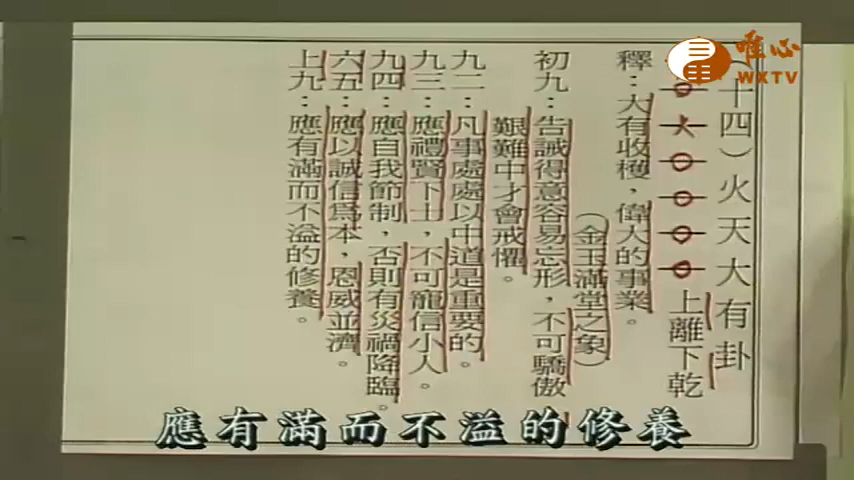 唯心
WXTV
（十四）火天大有卦
上離下乾
釋：大有收穫，偉人的事業。
（金玉滿堂之象）
初九：告誡得意容易忘形，不可驕傲，
艱難中才會戒懼。
九二：凡事處處以中道是重要的。
九三：應禮賢下士，不可寵信小人。
九四：應自我節制，否則有災禍降臨。
六五：應以誠信為本，恩威並濟。
上九：應有滿而不溢的修養。
應有滿而不溢的修養